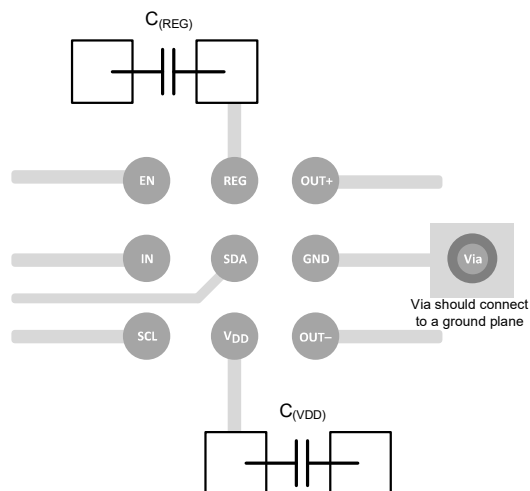 C(REG)
EN REG OUT+
IN SDA GND Via
Via should connect
to a ground plane
SCL VDD OUT–
C(VDD)